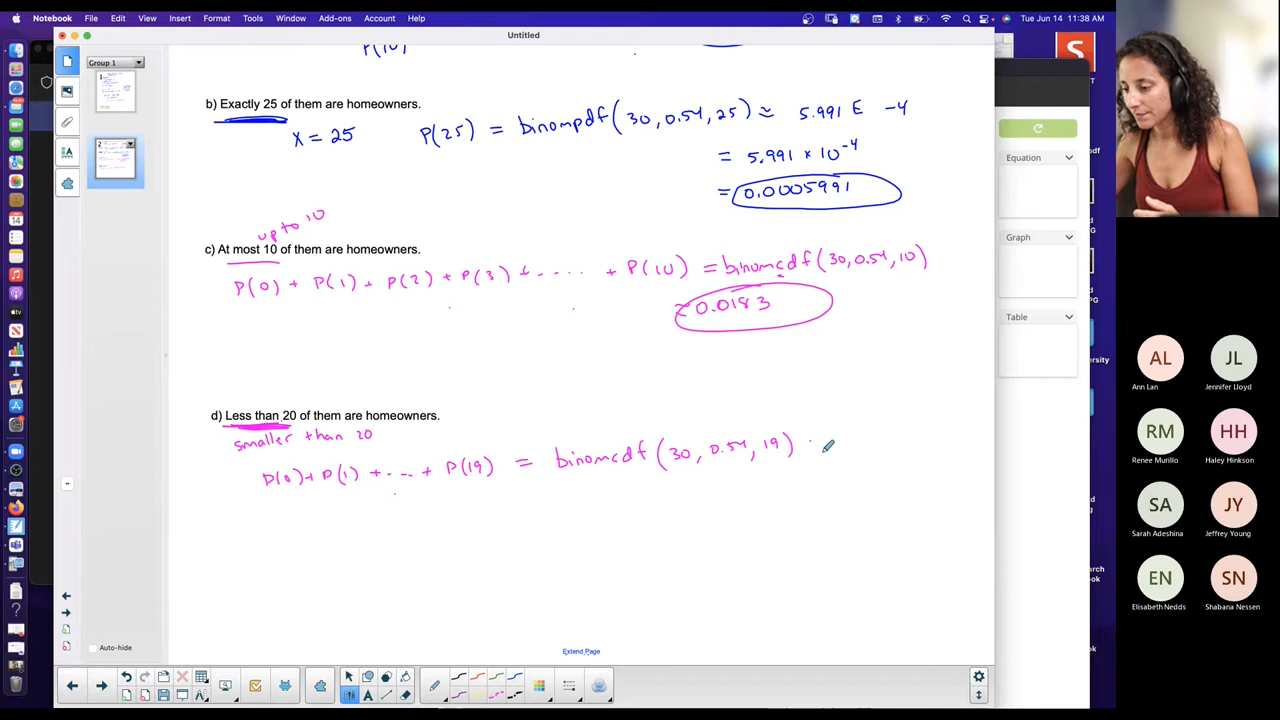 Notebook File Edit View Insert Format Tools Window Add-ons Account Help
Tue Jun 14 11:38 AM
Untitled
Group 1
1
2
P(10)
b) Exactly 25 of them are homeowners.
X = 25 P(25) = binompdf(30, 0.54, 25) ≈ 5.991 E -4
= 5.991 × 10⁻⁴
= 0.0005991
up to 10
c) At most 10 of them are homeowners.
P(0) + P(1) + P(2) + P(3) + ..... + P(10) = binomcdf(30, 0.54, 10)
≈ 0.0183
d) Less than 20 of them are homeowners.
smaller than 20
P(0) + P(1) + ... + P(19) = binomcdf(30, 0.54, 19)
Extend Page
Auto-hide
Equation
Graph
Table
S
AL
Ann Lan
JL
Jennifer Lloyd
RM
Renee Murillo
HH
Haley Hinkson
SA
Sarah Adeshina
JY
Jeffrey Young
EN
Elisabeth Nedds
SN
Shabana Nessen